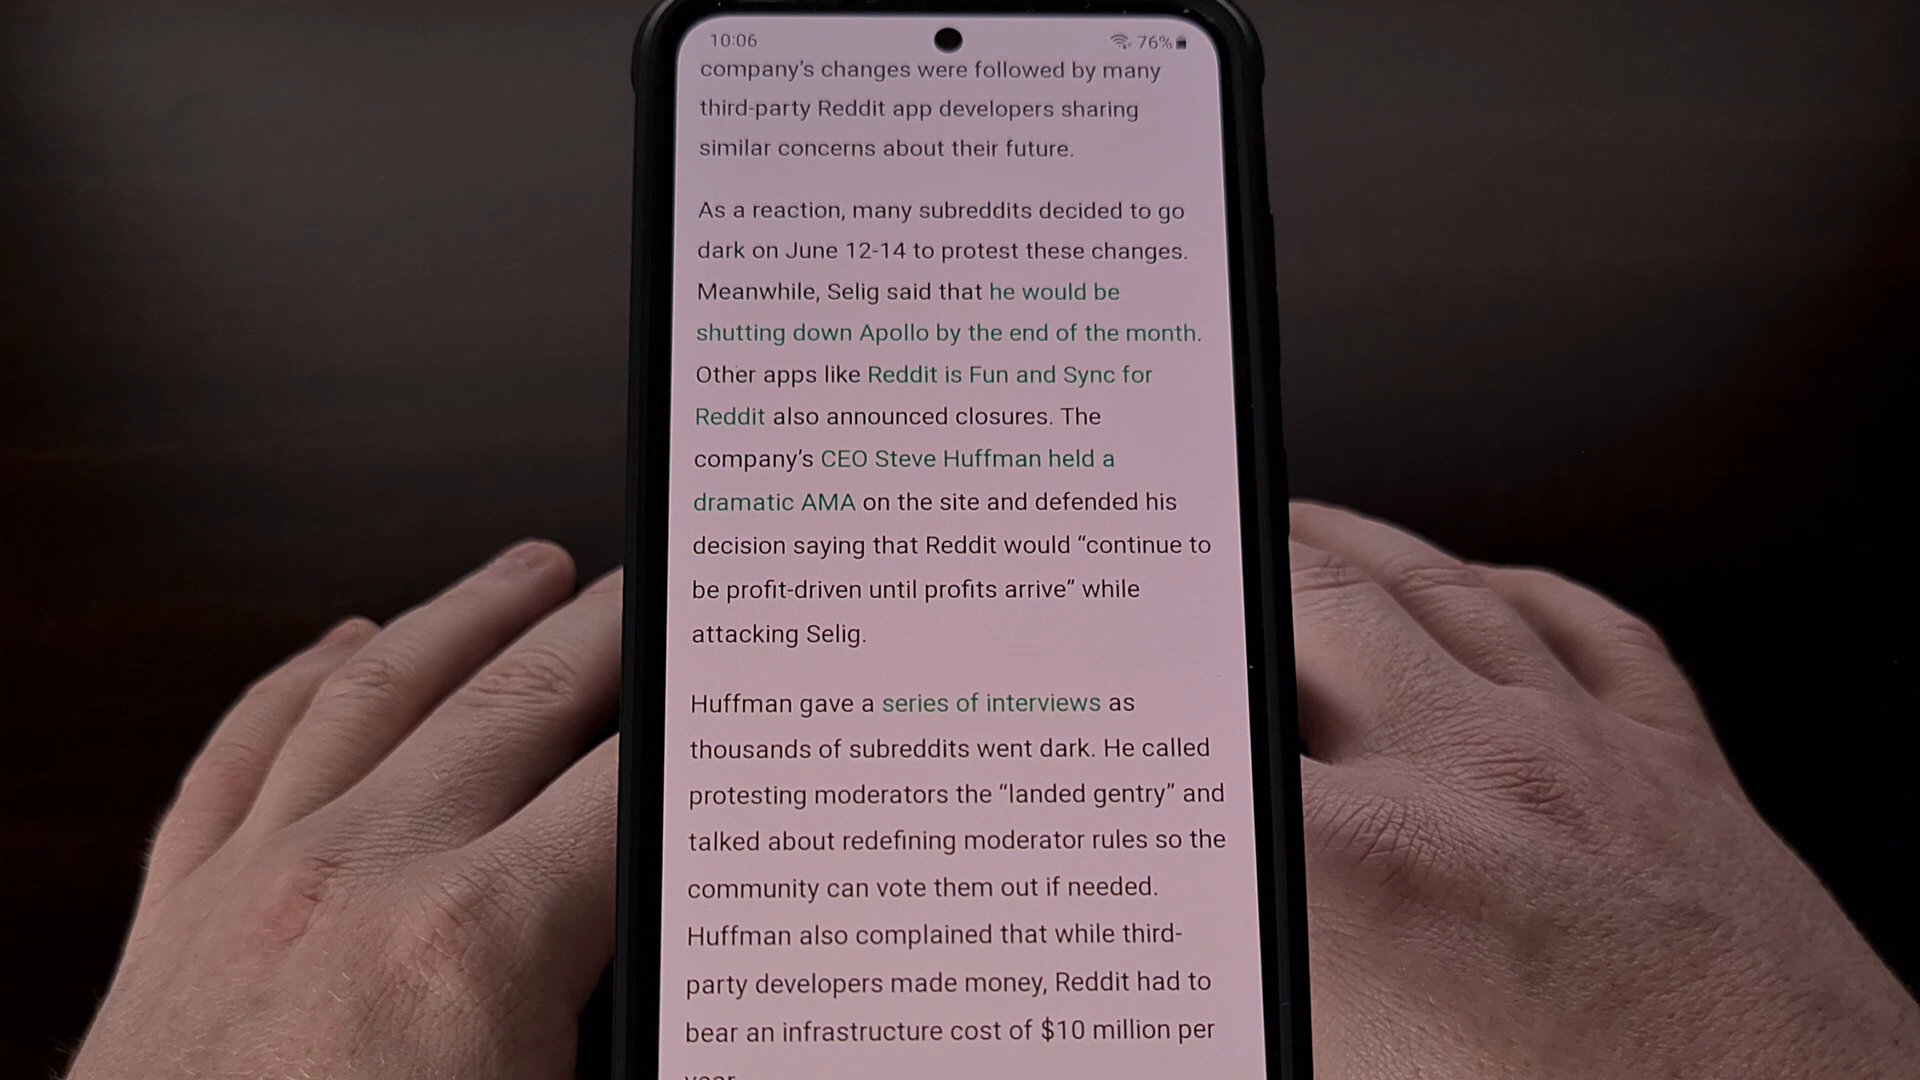 10:06
76%
company's changes were followed by many
third-party Reddit app developers sharing
similar concerns about their future.
As a reaction, many subreddits decided to go
dark on June 12-14 to protest these changes.
Meanwhile, Selig said that he would be
shutting down Apollo by the end of the month.
Other apps like Reddit is Fun and Sync for
Reddit also announced closures. The
company's CEO Steve Huffman held a
dramatic AMA on the site and defended his
decision saying that Reddit would “continue to
be profit-driven until profits arrive” while
attacking Selig.
Huffman gave a series of interviews as
thousands of subreddits went dark. He called
protesting moderators the “landed gentry” and
talked about redefining moderator rules so the
community can vote them out if needed.
Huffman also complained that while third-
party developers made money, Reddit had to
bear an infrastructure cost of $10 million per